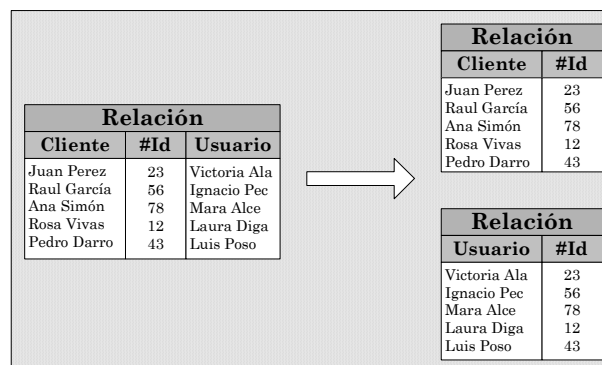 Relación
Cliente #Id Usuario
Juan Perez 23 Victoria Ala
Raul García 56 Ignacio Pec
Ana Simón 78 Mara Alce
Rosa Vivas 12 Laura Diga
Pedro Darro 43 Luis Poso
Relación
Cliente #Id
Juan Perez 23
Raul García 56
Ana Simón 78
Rosa Vivas 12
Pedro Darro 43
Relación
Usuario #Id
Victoria Ala 23
Ignacio Pec 56
Mara Alce 78
Laura Diga 12
Luis Poso 43